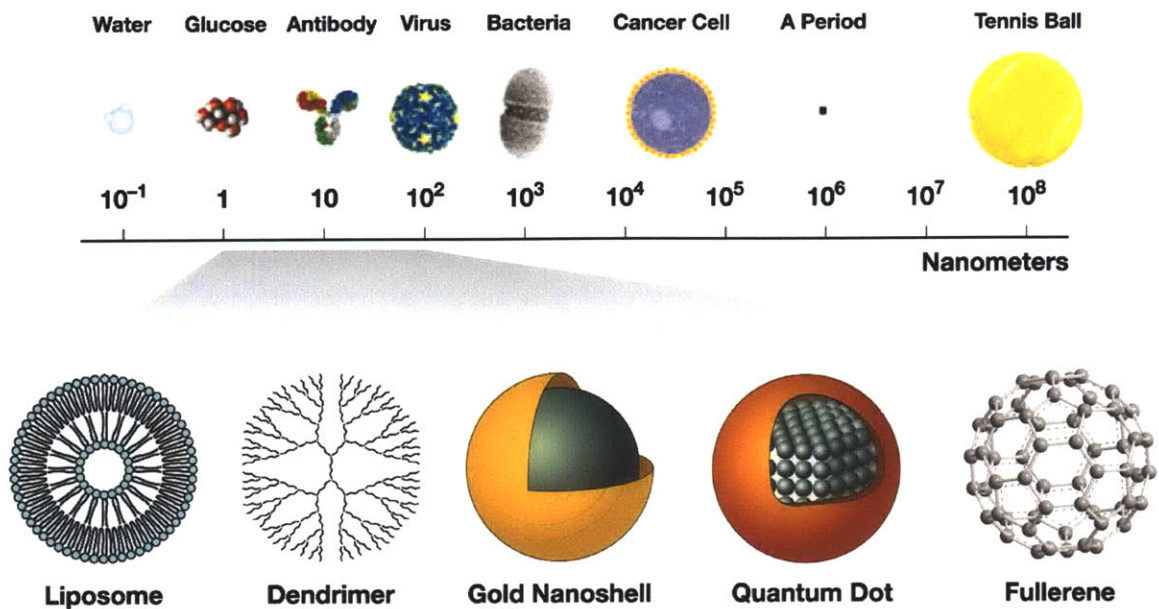 Water Glucose Antibody Virus Bacteria Cancer Cell A Period Tennis Ball
10⁻¹ 1 10 10² 10³ 10⁴ 10⁵ 10⁶ 10⁷ 10⁸
Nanometers
Liposome Dendrimer Gold Nanoshell Quantum Dot Fullerene